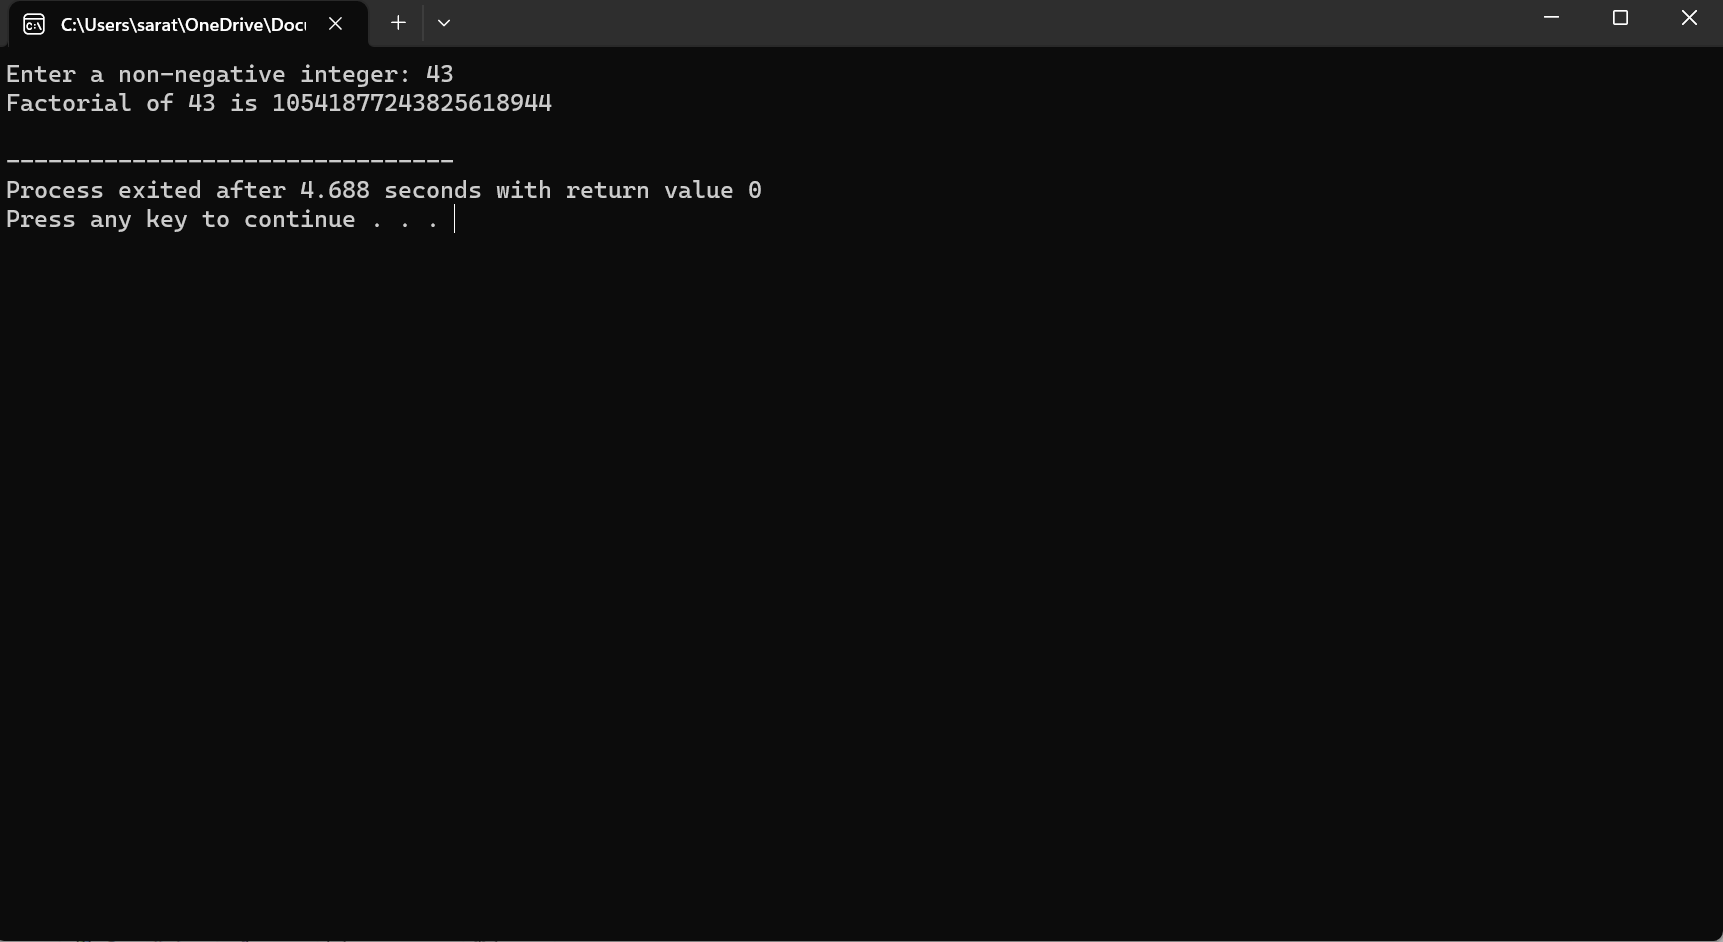 C:\Users\sarat\OneDrive\Doc
Enter a non-negative integer: 43
Factorial of 43 is 10541877243825618944
--------------------------------
Process exited after 4.688 seconds with return value 0
Press any key to continue . . .